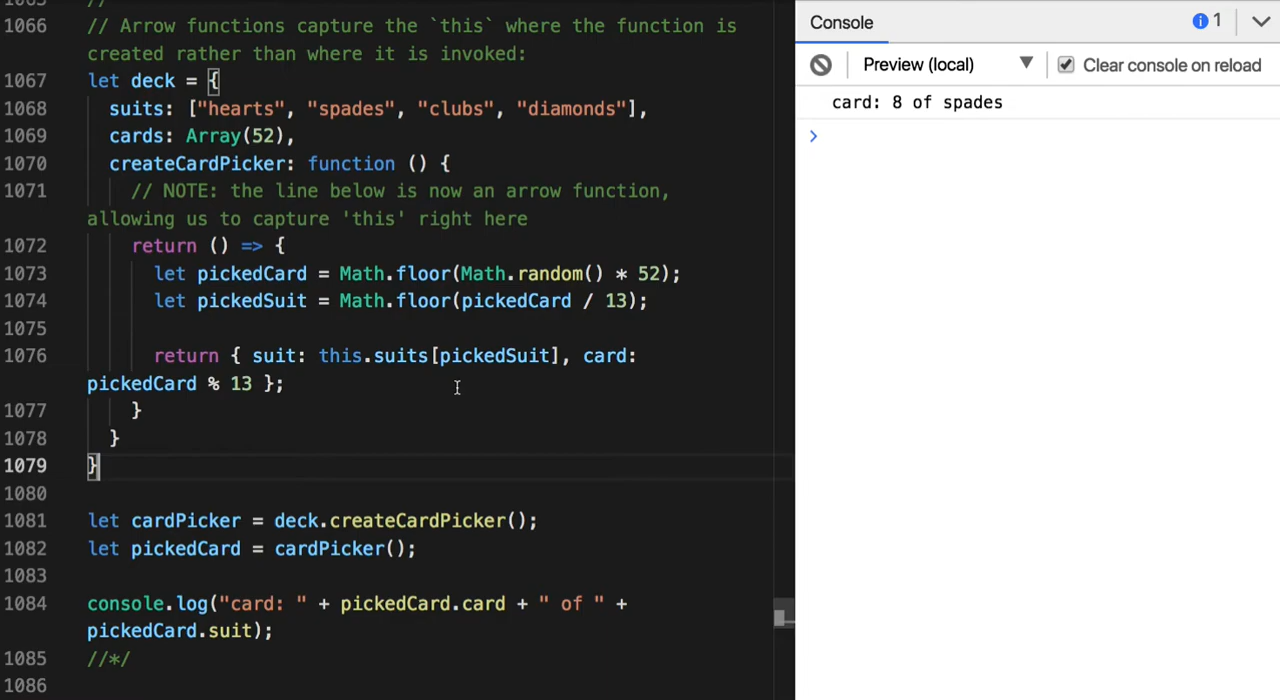 1065 //
1066 // Arrow functions capture the `this` where the function is
created rather than where it is invoked:
1067 let deck = {
1068 suits: ["hearts", "spades", "clubs", "diamonds"],
1069 cards: Array(52),
1070 createCardPicker: function () {
1071 // NOTE: the line below is now an arrow function,
allowing us to capture 'this' right here
1072 return () => {
1073 let pickedCard = Math.floor(Math.random() * 52);
1074 let pickedSuit = Math.floor(pickedCard / 13);
1075
1076 return { suit: this.suits[pickedSuit], card:
pickedCard % 13 };
1077 }
1078 }
1079 }
1080
1081 let cardPicker = deck.createCardPicker();
1082 let pickedCard = cardPicker();
1083
1084 console.log("card: " + pickedCard.card + " of " +
pickedCard.suit);
1085 //*/
1086
Console 1
Preview (local) Clear console on reload
card: 8 of spades
>